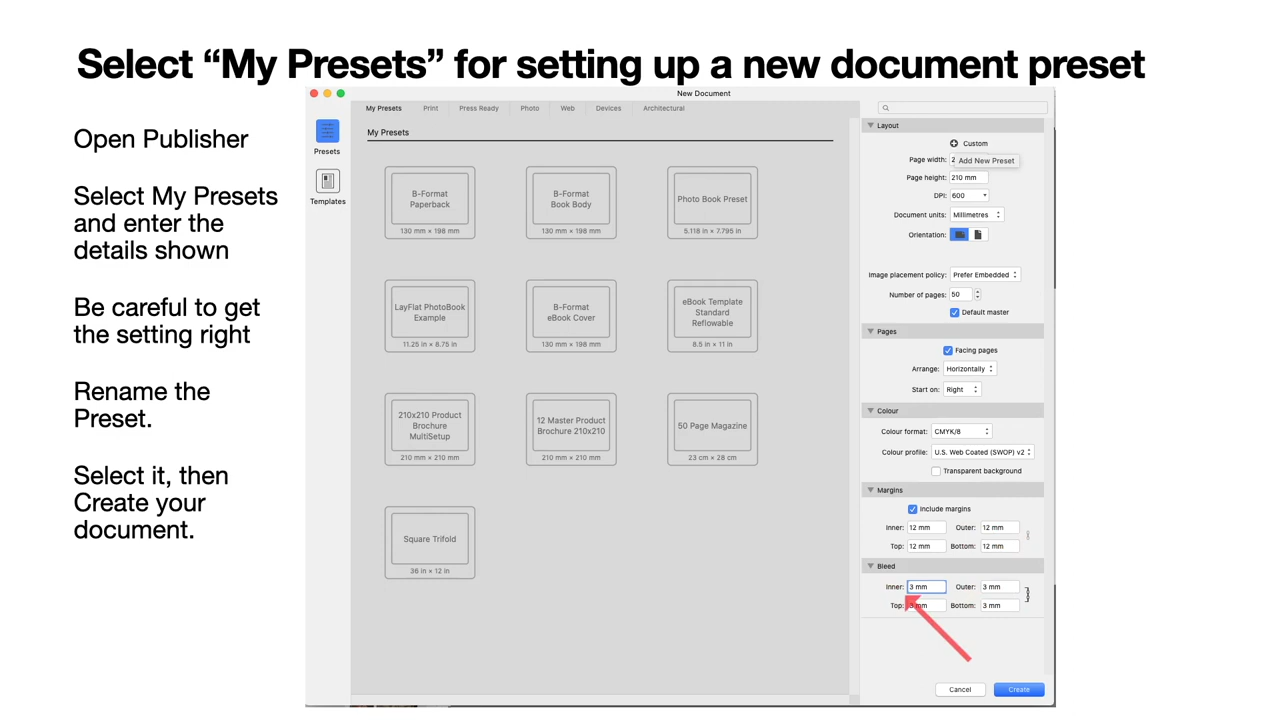 Select “My Presets” for setting up a new document preset
Open Publisher
Select My Presets
and enter the
details shown
Be careful to get
the setting right
Rename the
Preset.
Select it, then
Create your
document.
New Document
My Presets Print Press Ready Photo Web Devices Architectural
Presets
Templates
My Presets
B-Format
Paperback
130 mm × 198 mm
B-Format
Book Body
130 mm × 198 mm
Photo Book Preset
5.118 in × 7.795 in
LayFlat PhotoBook
Example
11.25 in × 8.75 in
B-Format
eBook Cover
130 mm × 198 mm
eBook Template
Standard
Reflowable
8.5 in × 11 in
210x210 Product
Brochure
MultiSetup
210 mm × 210 mm
12 Master Product
Brochure 210x210
210 mm × 210 mm
50 Page Magazine
23 cm × 28 cm
Square Trifold
36 in × 12 in
Layout
Custom
Page width: 2
Add New Preset
Page height: 210 mm
DPI: 600
Document units: Millimetres
Orientation:
Image placement policy: Prefer Embedded
Number of pages: 50
Default master
Pages
Facing pages
Arrange: Horizontally
Start on: Right
Colour
Colour format: CMYK/8
Colour profile: U.S. Web Coated (SWOP) v2
Transparent background
Margins
Include margins
Inner: 12 mm Outer: 12 mm
Top: 12 mm Bottom: 12 mm
Bleed
Inner: 3 mm Outer: 3 mm
Top: 3 mm Bottom: 3 mm
Cancel Create